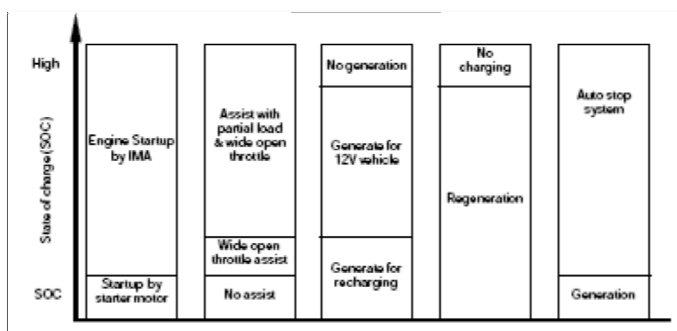 High
State of charge(SOC)
SOC
Engine Startup
by IMA
Startup by
starter motor
Assist with
partial load
& wide open
throttle
Wide open
throttle assist
No assist
No generation
Generate for
12V vehicle
Generate for
recharging
No
charging
Regeneration
Auto stop
system
Generation